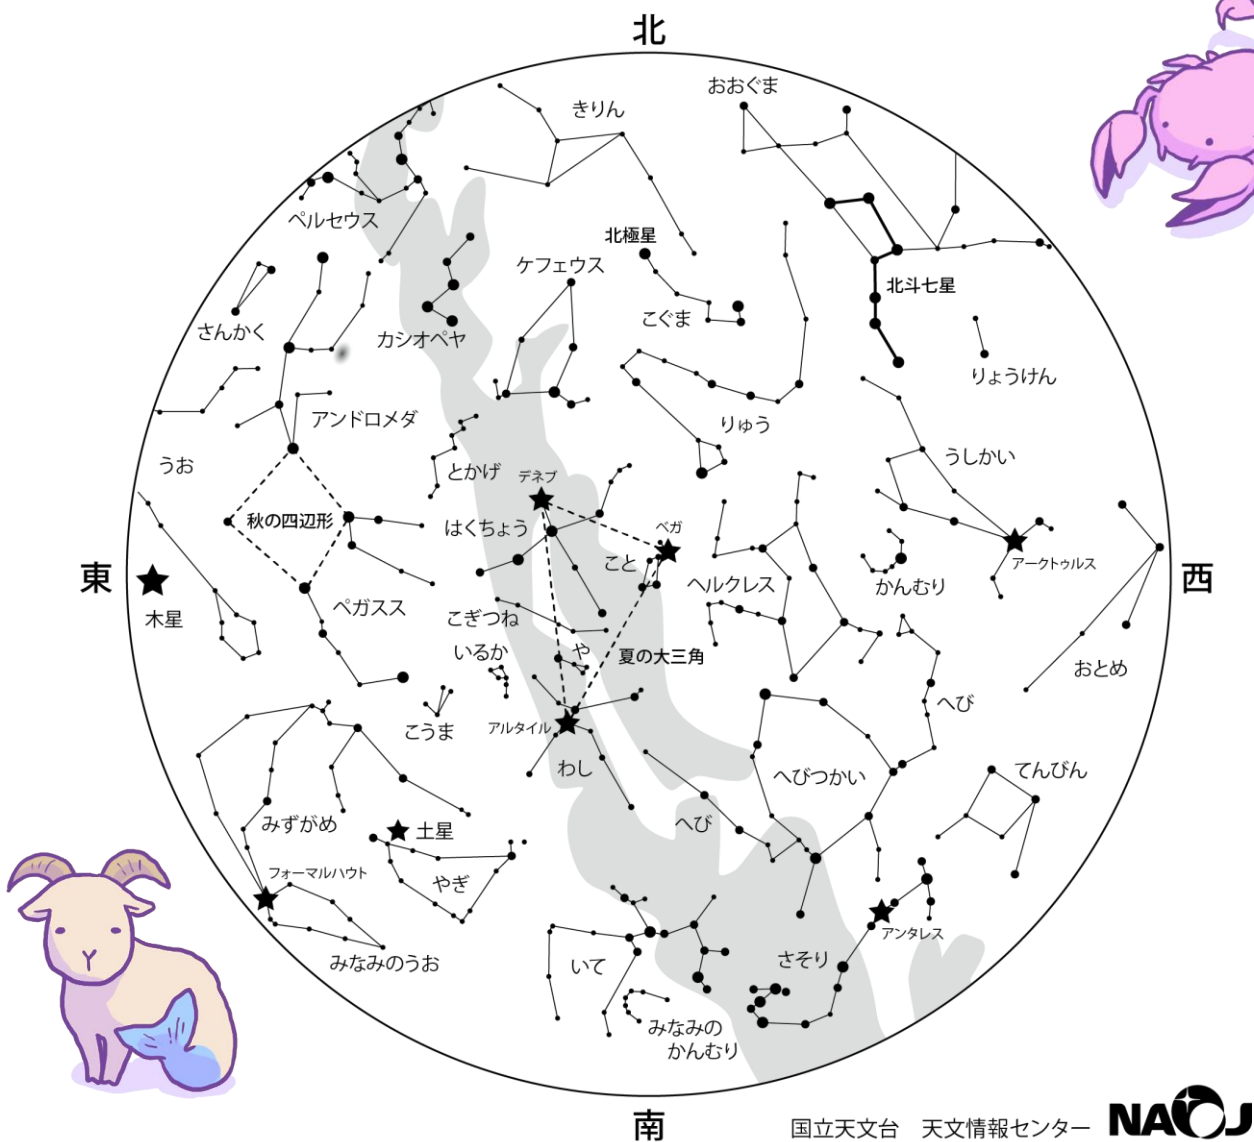 北
おおぐま
きりん
ペルセウス
北極星
ケフェウス
北斗七星
こぐま
さんかく
カシオペヤ
りょうけん
アンドロメダ
りゅう
うしかい
うお
とかげ
デネブ
秋の四辺形
はくちょう
ベガ
こと
アークトゥルス
東
ヘルクレス
かんむり
西
木星
ペガスス
こぎつね
いるか
や
夏の大三角
おとめ
へび
こうま
アルタイル
わし
へびつかい
てんびん
みずがめ
土星
へび
フォーマルハウト
やぎ
アンタレス
みなみのうお
いて
さそり
みなみの
かんむり
南
国立天文台 天文情報センター
NAOJ